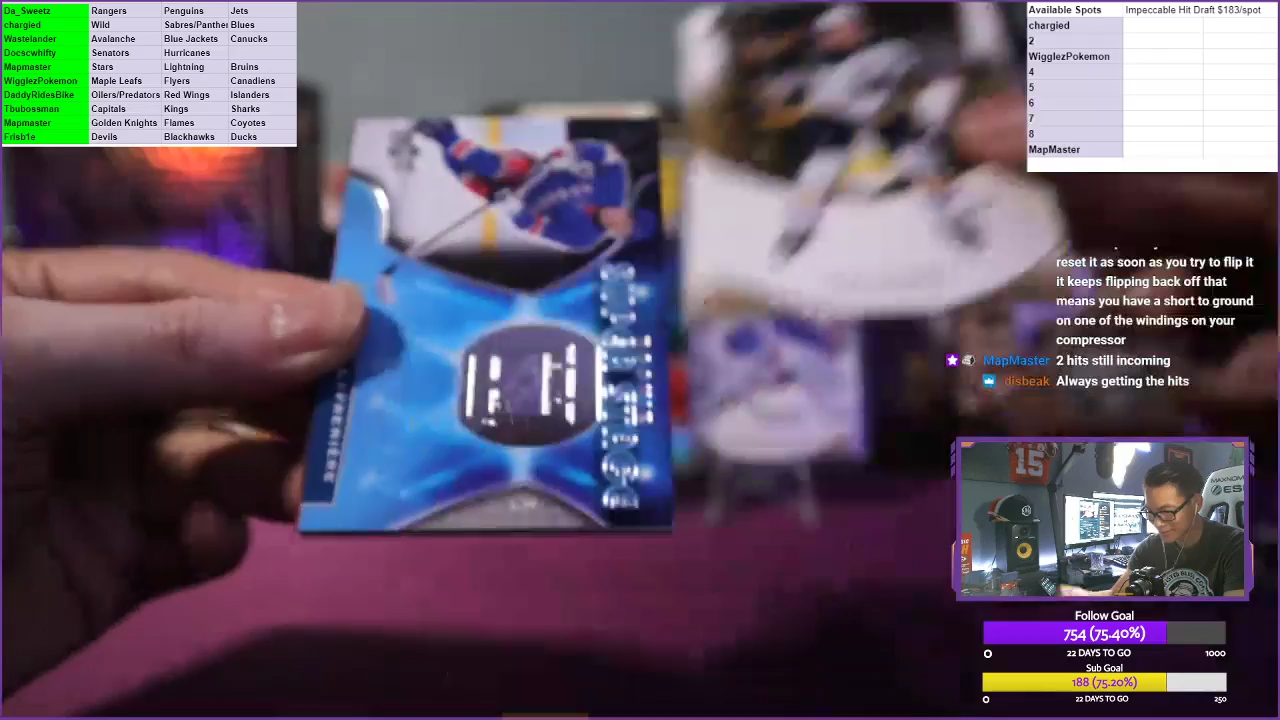 Da_Sweetz Rangers Penguins Jets
chargied Wild Sabres/Panther Blues
Wastelander Avalanche Blue Jackets Canucks
Docscwhifty Senators Hurricanes
Mapmaster Stars Lightning Bruins
WigglezPokemon Maple Leafs Flyers Canadiens
DaddyRidesBike Oilers/Predators Red Wings Islanders
Tbubossman Capitals Kings Sharks
Mapmaster Golden Knights Flames Coyotes
Frisb1e Devils Blackhawks Ducks
Available Spots Impeccable Hit Draft $183/spot
chargied
2
WigglezPokemon
4
5
6
7
8
MapMaster
reset it as soon as you try to flip it
it keeps flipping back off that
means you have a short to ground
on one of the windings on your
compressor
MapMaster 2 hits still incoming
disbeak Always getting the hits
15
Follow Goal
754 (75.40%)
0 22 DAYS TO GO 1000
Sub Goal
188 (75.20%)
0 22 DAYS TO GO 250